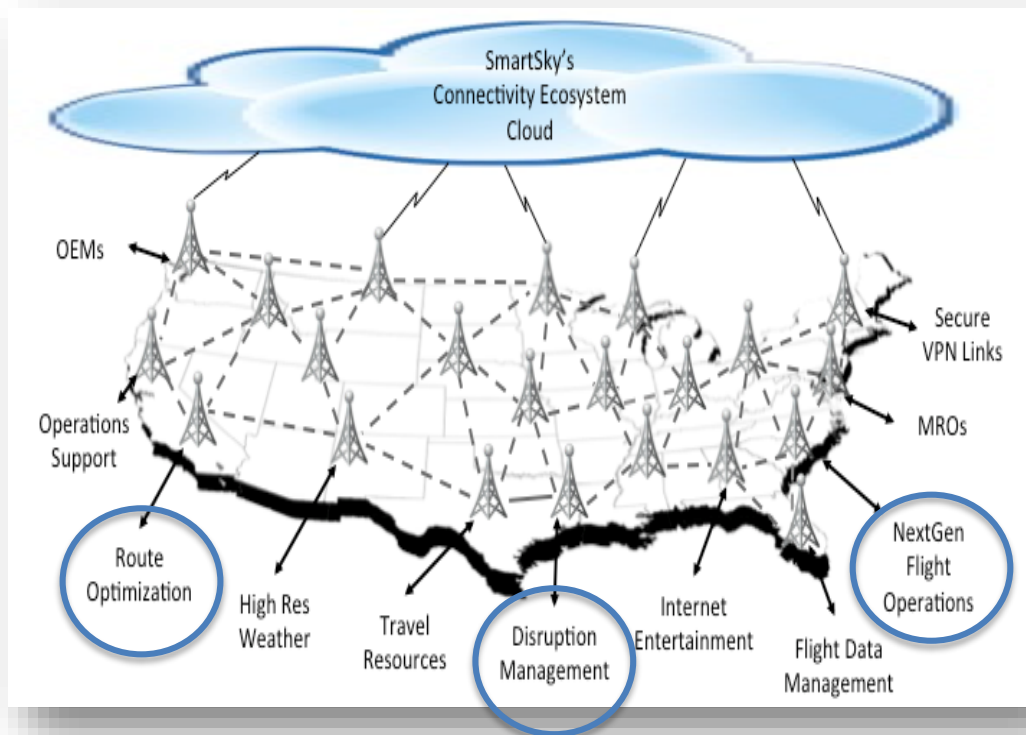 SmartSky's
Connectivity Ecosystem
Cloud
OEMs
Secure
VPN Links
Operations
Support
MROs
Route
Optimization
High Res
Weather
Travel
Resources
Disruption
Management
Internet
Entertainment
Flight Data
Management
NextGen
Flight
Operations